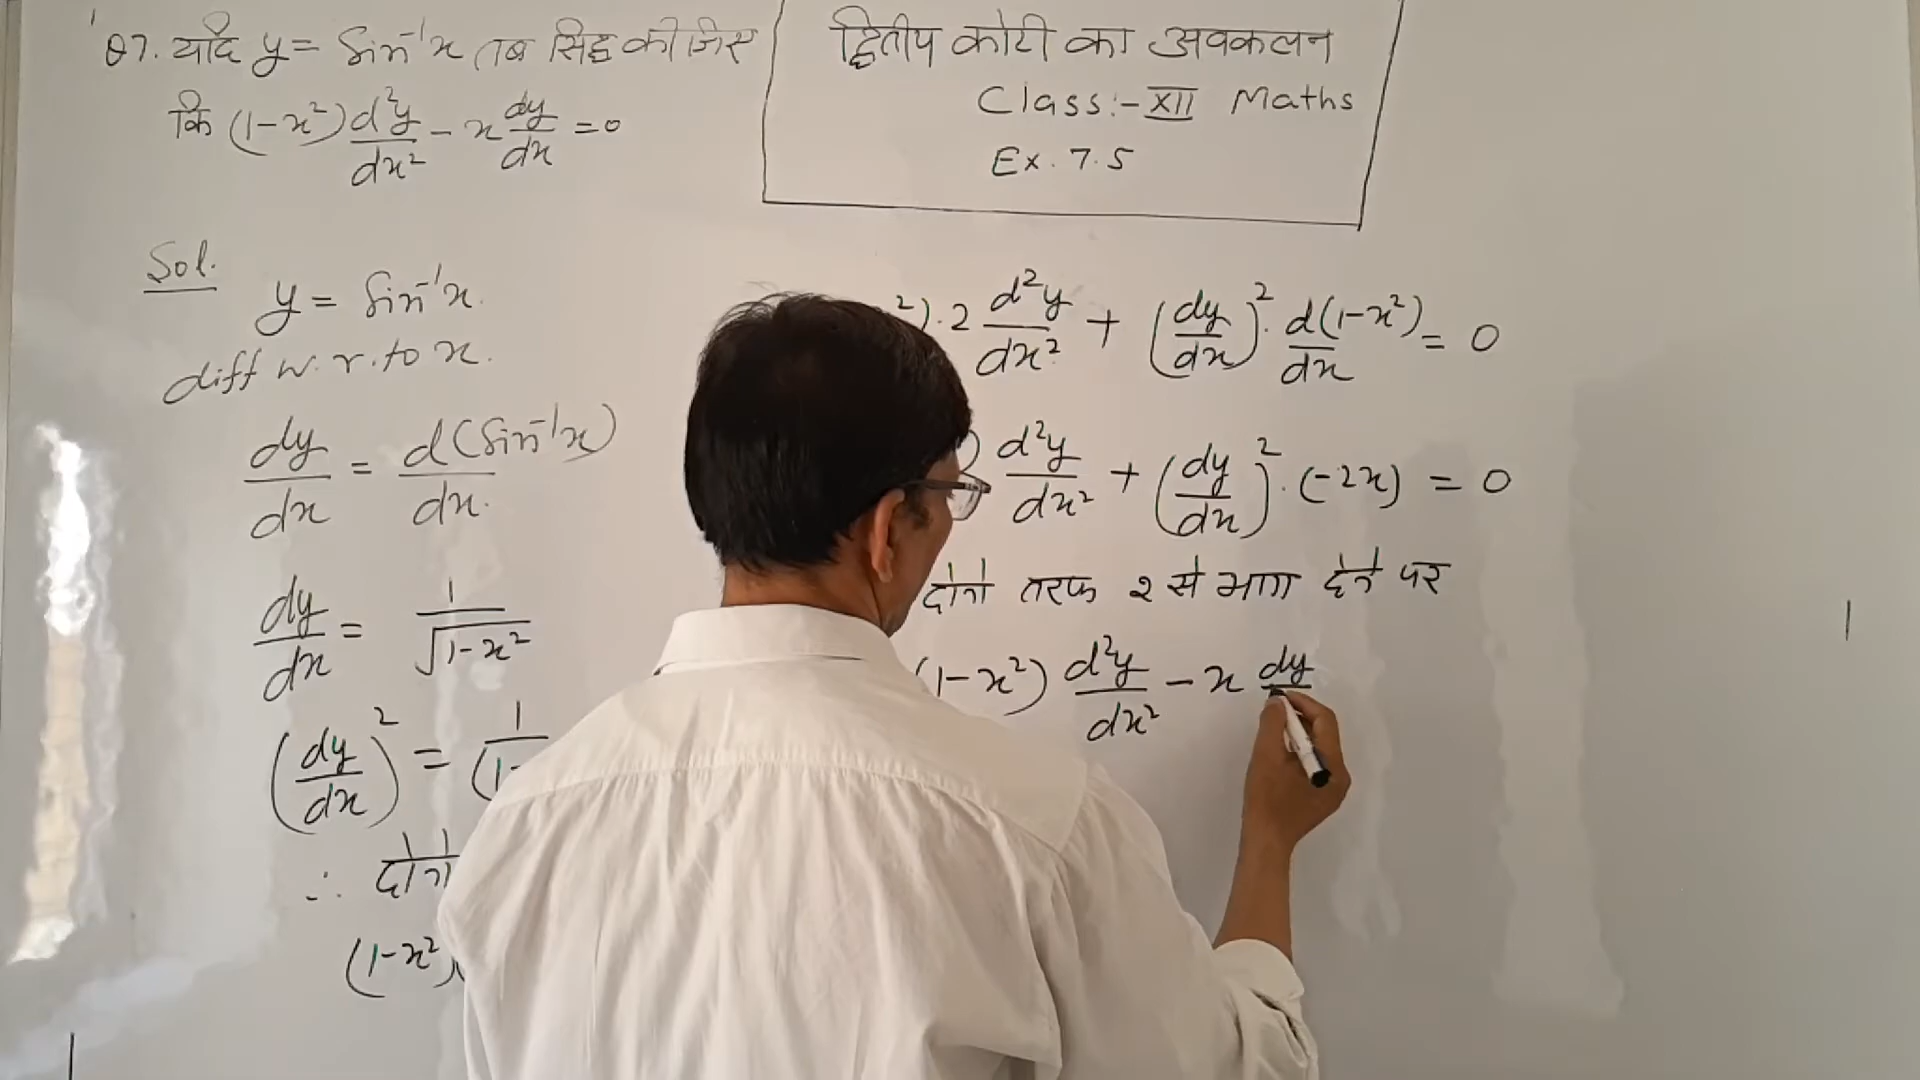 Q7. यदि y = Sin⁻¹x तब सिद्ध कीजिए
कि (1-x²) d²y/dx² - x dy/dx = 0
द्वितीय कोटी का अवकलन
Class:- XII Maths
Ex. 7.5
Sol.
y = Sin⁻¹x.
diff w.r.to x.
dy/dx = d(Sin⁻¹x)/dx.
dy/dx = 1/√1-x²
(dy/dx)² = 1/(1-
∴ दोनों
(1-x²)
²).2 d²y/dx² + (dy/dx)². d(1-x²)/dx = 0
) d²y/dx² + (dy/dx)².(-2x) = 0
दोनों तरफ 2 से भाग देने पर
(1-x²) d²y/dx² - x dy